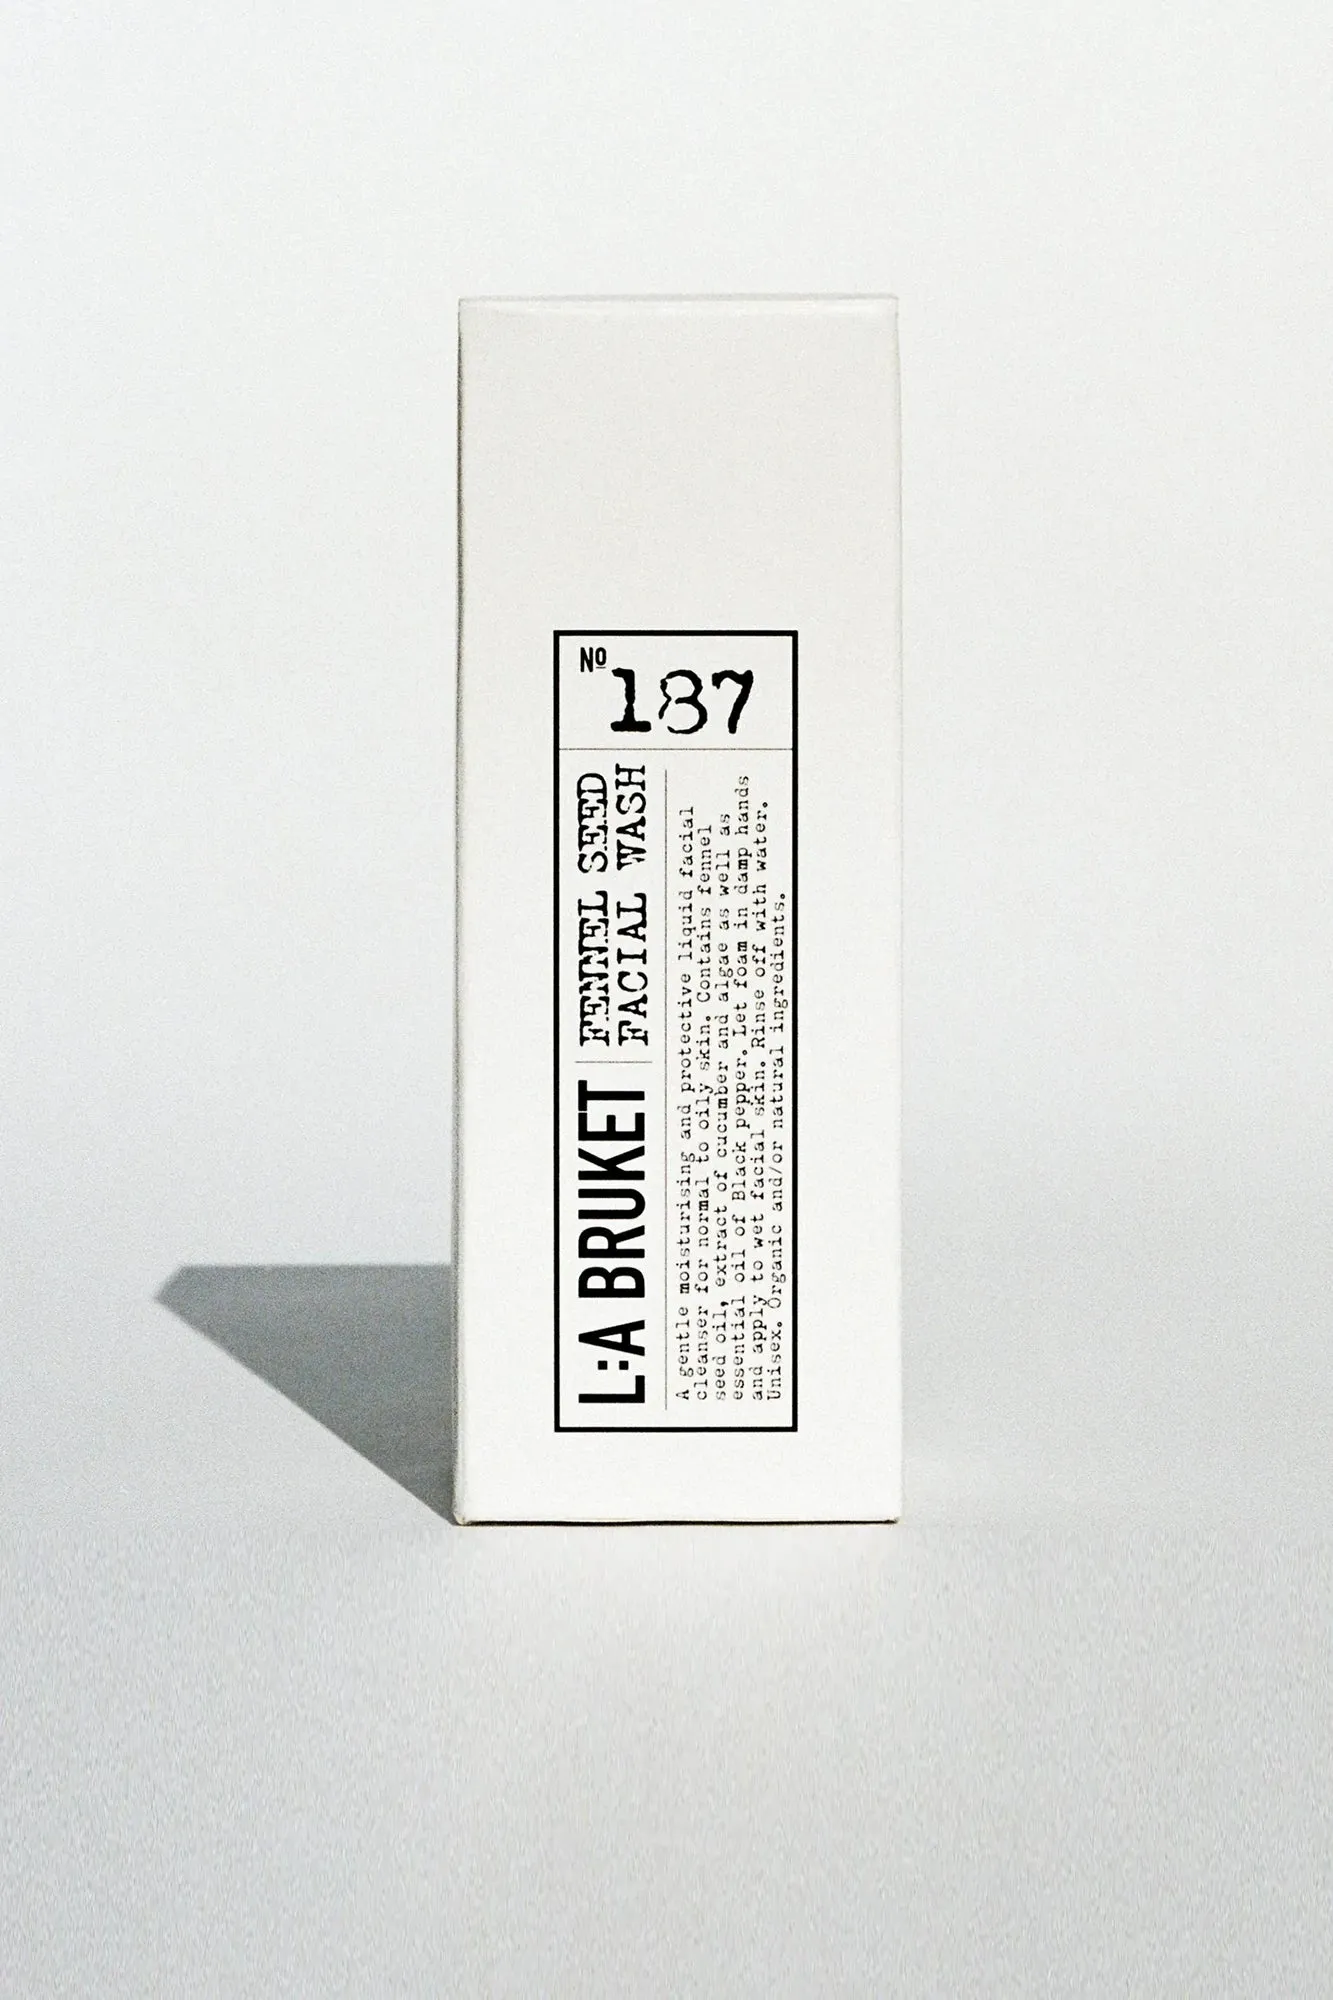 Nº
187
L:A BRUKET
FENNEL SEED
FACIAL WASH
A gentle moisturising and protective liquid facial
cleanser for normal to oily skin. Contains fennel
seed oil, extract of cucumber and algae as well as
essential oil of Black pepper. Let foam in damp hands
and apply to wet facial skin. Rinse off with water.
Unisex. Organic and/or natural ingredients.